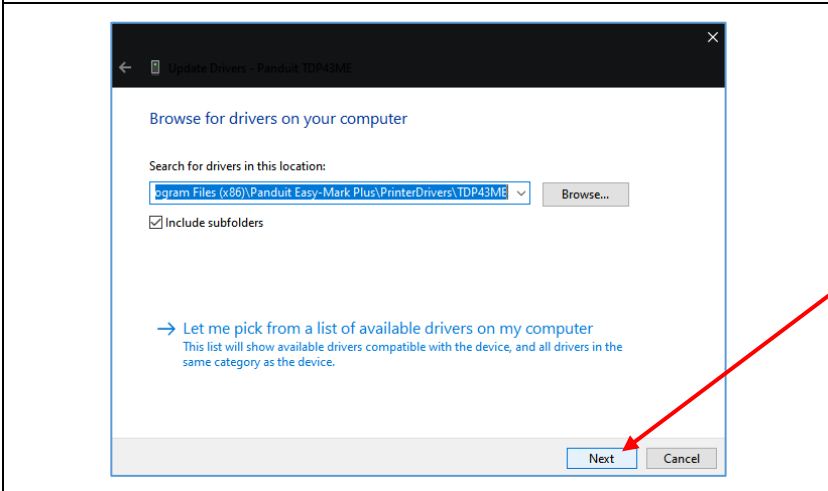 Update Drivers - Panduit TDP43ME
Browse for drivers on your computer
Search for drivers in this location:
ogram Files (x86)\Panduit Easy-Mark Plus\PrinterDrivers\TDP43ME
Browse...
Include subfolders
Let me pick from a list of available drivers on my computer
This list will show available drivers compatible with the device, and all drivers in the
same category as the device.
Next Cancel